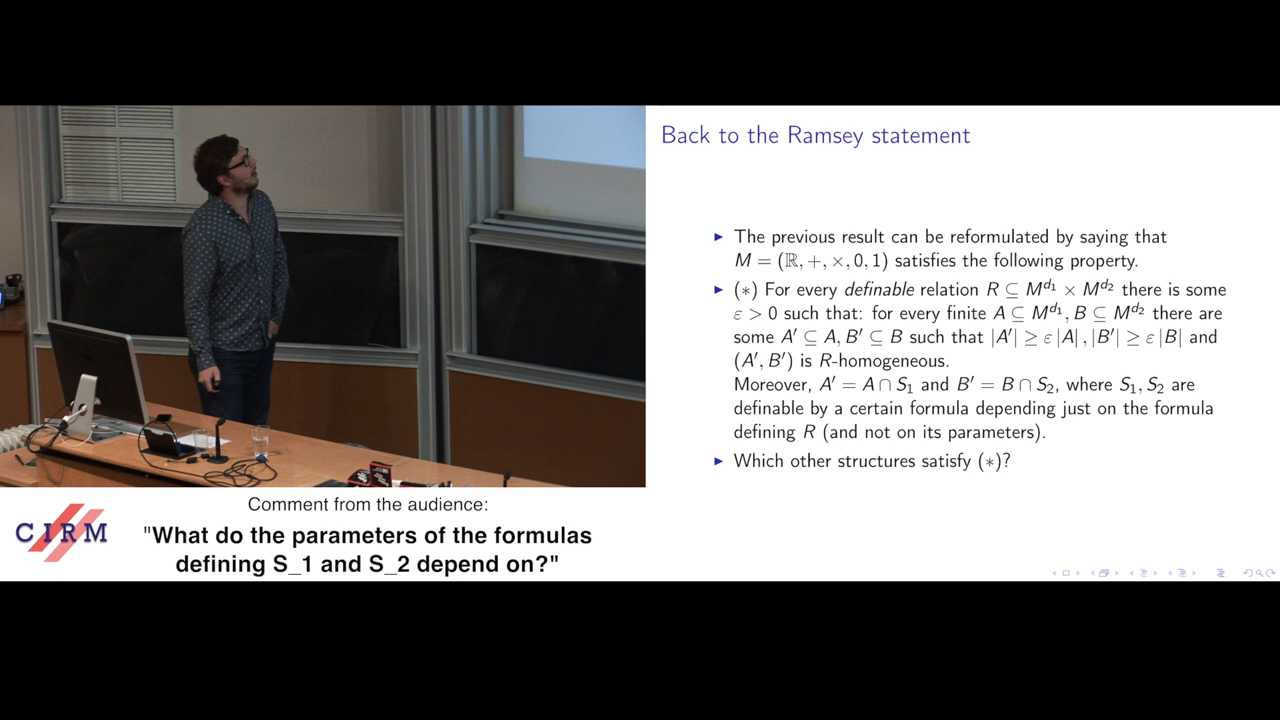 Back to the Ramsey statement
▶ The previous result can be reformulated by saying that
M = (ℝ, +, ×, 0, 1) satisfies the following property.
▶ (∗) For every definable relation R ⊆ M^{d_1} × M^{d_2} there is some
ε > 0 such that: for every finite A ⊆ M^{d_1}, B ⊆ M^{d_2} there are
some A′ ⊆ A, B′ ⊆ B such that |A′| ≥ ε |A| , |B′| ≥ ε |B| and
(A′, B′) is R-homogeneous.
Moreover, A′ = A ∩ S_1 and B′ = B ∩ S_2, where S_1, S_2 are
definable by a certain formula depending just on the formula
defining R (and not on its parameters).
▶ Which other structures satisfy (∗)?
CIRM
Comment from the audience:
"What do the parameters of the formulas
defining S_1 and S_2 depend on?"